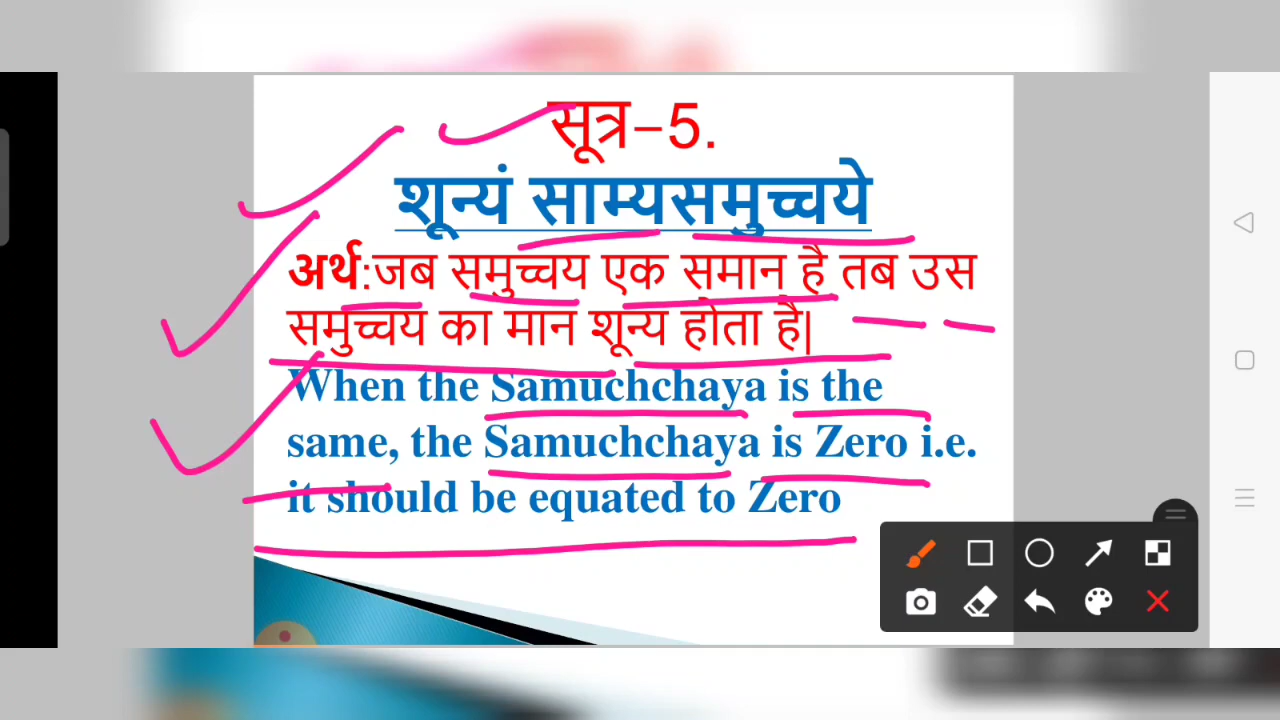 सूत्र–5.
शून्यं साम्यसमुच्चये
अर्थ:जब समुच्चय एक समान है तब उस
समुच्चय का मान शून्य होता है|
When the Samuchchaya is the
same, the Samuchchaya is Zero i.e.
it should be equated to Zero